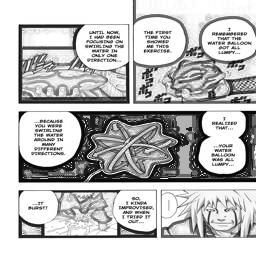 I
REMEMBERED
THAT THE
WATER BALLOON
GOT ALL
LUMPY...
THE FIRST
TIME YOU
SHOWED
ME THIS
EXERCISE.
UNTIL NOW,
I HAD BEEN
FOCUSING ON
SWIRLING THE
WATER IN
ONLY ONE
DIRECTION...
I
REALIZED
THAT...
...YOUR
WATER
BALLOON
WAS ALL
LUMPY...
...BECAUSE
YOU WERE
SWIRLING
THE WATER
AROUND IN
MANY
DIFFERENT
DIRECTIONS.
SO,
I KINDA
IMPROVISED,
AND WHEN
I TRIED IT
OUT...
...IT
BURST!